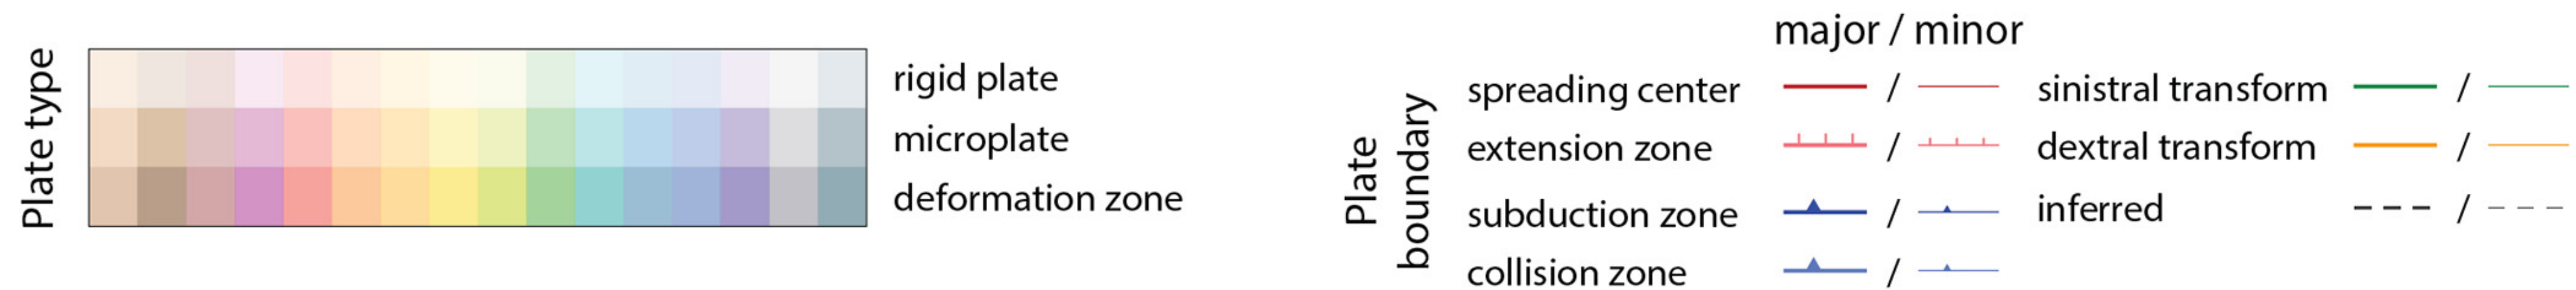 Plate type
rigid plate
microplate
deformation zone
Plate
boundary
major / minor
spreading center /
extension zone /
subduction zone /
collision zone /
sinistral transform /
dextral transform /
inferred /